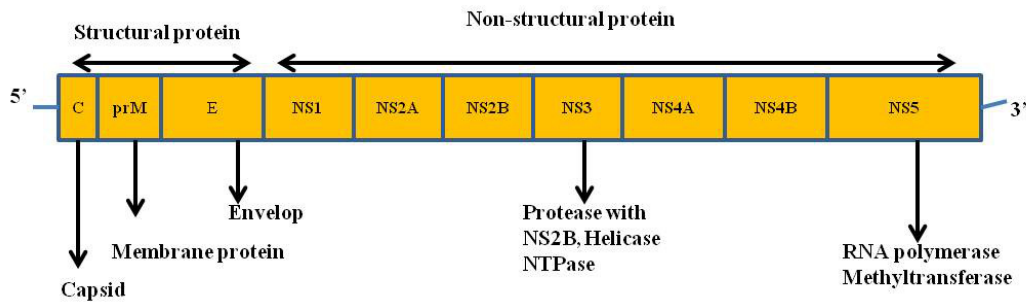 Non-structural protein
Structural protein
5’
C
prM
E
NS1
NS2A
NS2B
NS3
NS4A
NS4B
NS5
3’
Envelop
Membrane protein
Capsid
Protease with
NS2B, Helicase
NTPase
RNA polymerase
Methyltransferase